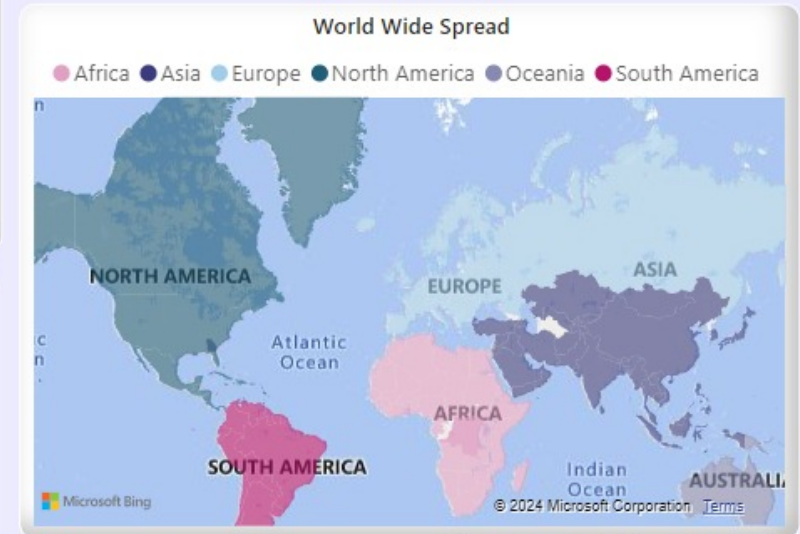 World Wide Spread
Africa Asia Europe North America Oceania South America
n
NORTH AMERICA
ASIA
EUROPE
c
n
Atlantic
Ocean
AFRICA
SOUTH AMERICA
Indian
Ocean
AUSTRALI
Microsoft Bing
© 2024 Microsoft Corporation Terms